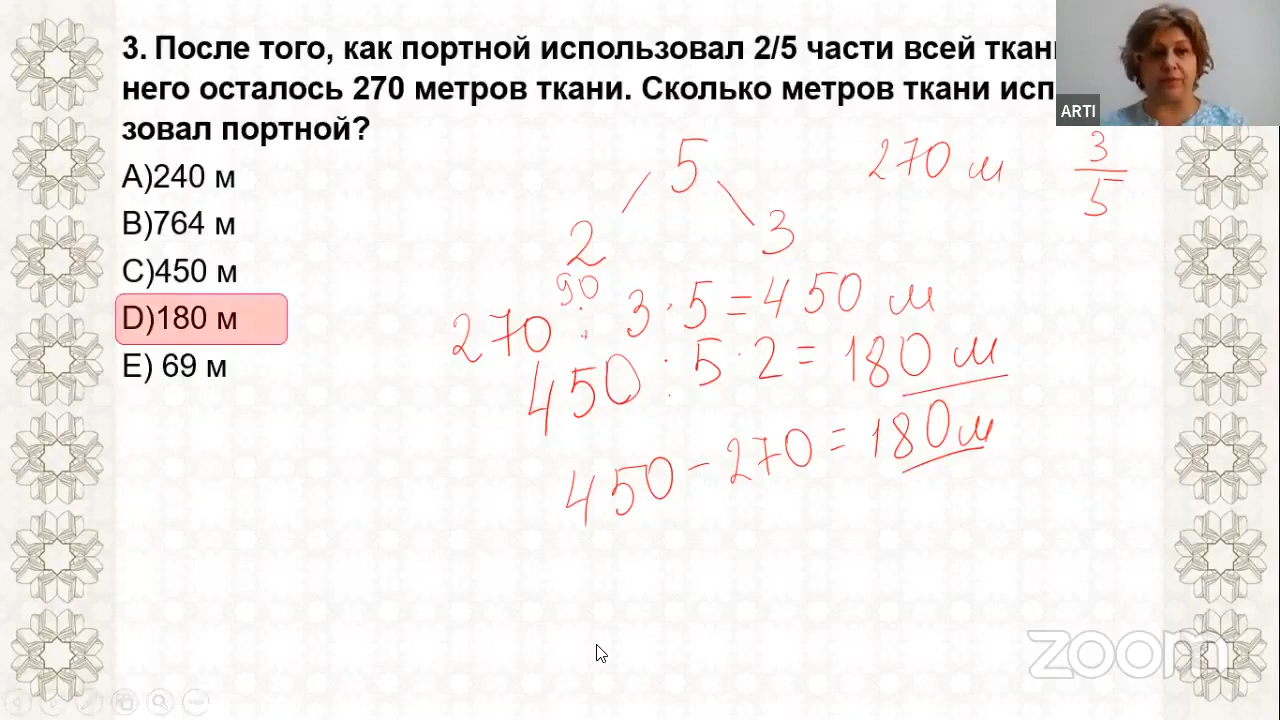 3. После того, как портной использовал 2/5 части всей ткани
него осталось 270 метров ткани. Сколько метров ткани исп
зовал портной?
A)240 м
B)764 м
C)450 м
D)180 м
E) 69 м
ARTI
5
270 м
3
5
2
3
90
270 : 3 · 5 = 450 м
450 : 5 · 2 = 180 м
450 - 270 = 180 м
zoom